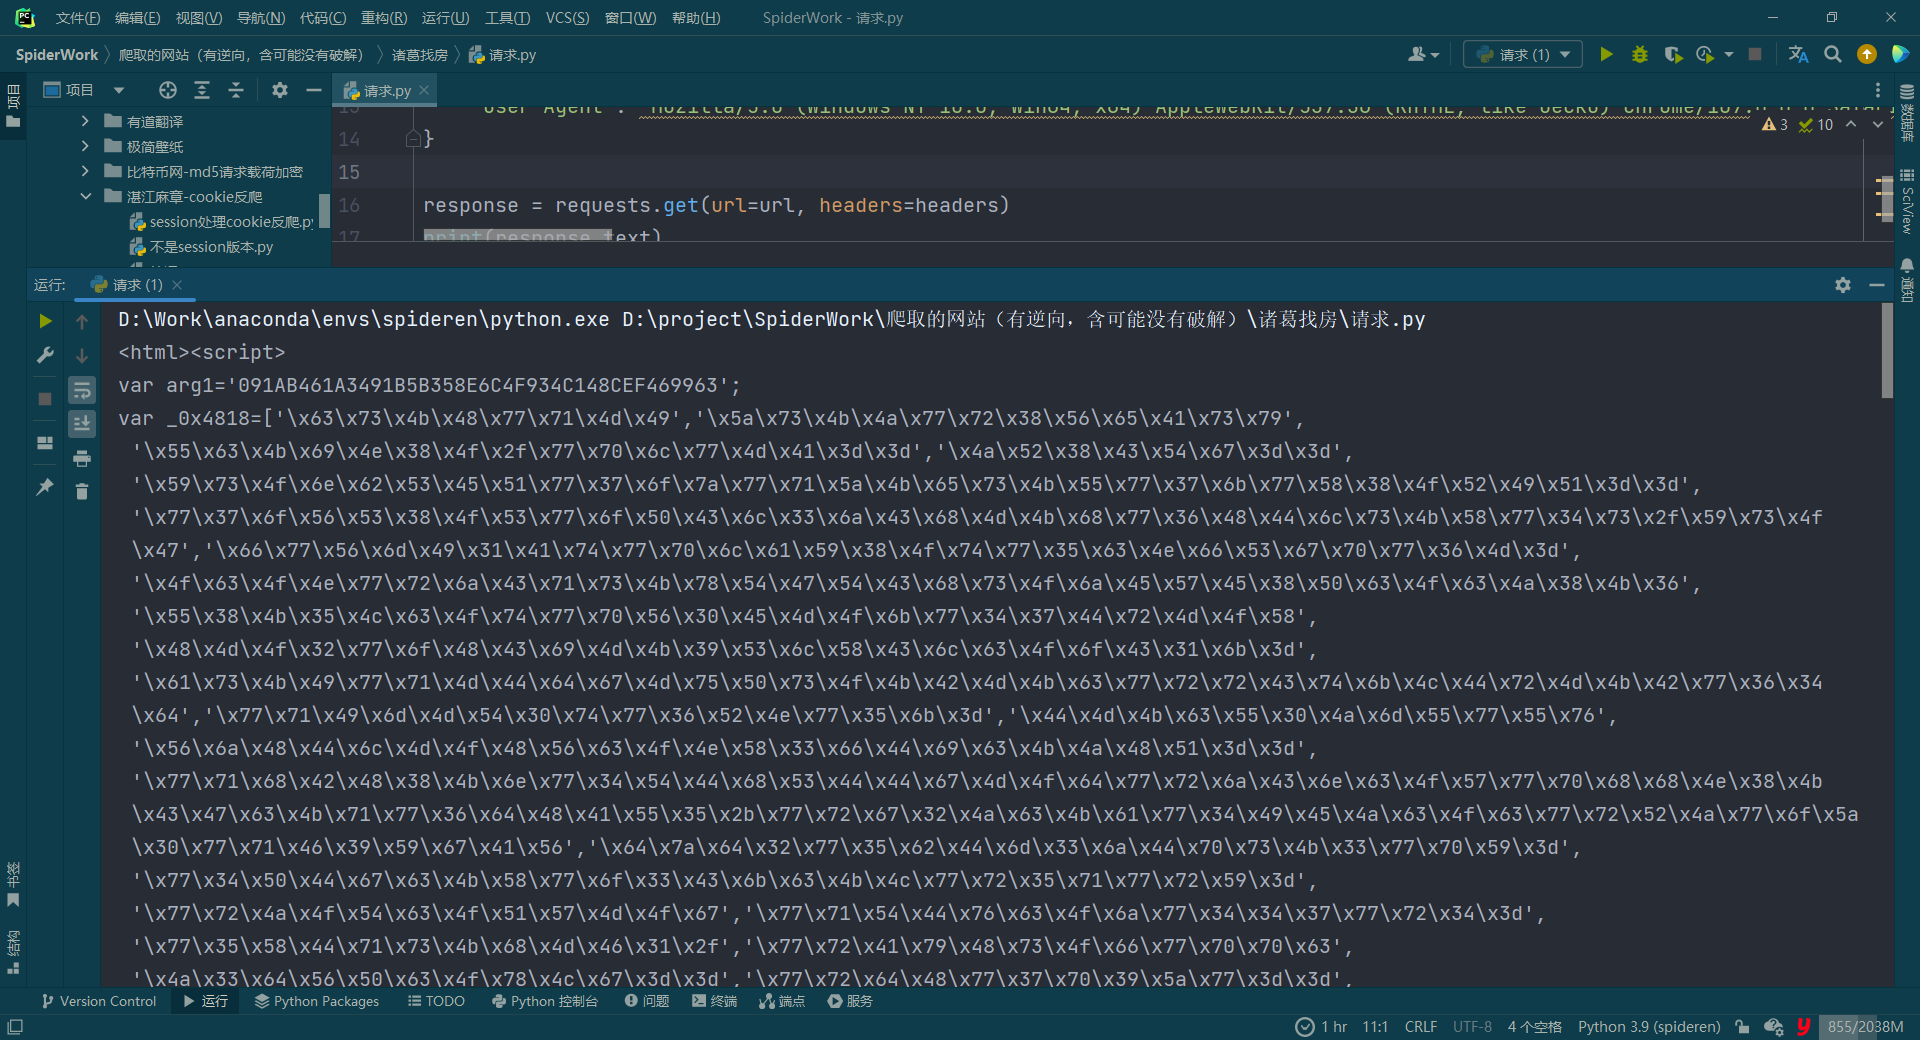 文件(F) 编辑(E) 视图(V) 导航(N) 代码(C) 重构(R) 运行(U) 工具(T) VCS(S) 窗口(W) 帮助(H) SpiderWork - 请求.py
SpiderWork 爬取的网站（有逆向，含可能没有破解） 诸葛找房 请求.py 请求 (1)
项目 请求.py
有道翻译
极简壁纸
比特币网-md5请求载荷加密
湛江麻章-cookie反爬
session处理cookie反爬.py
不是session版本.py
14 }
15
16 response = requests.get(url=url, headers=headers)
17 print(response.text)
3 10
项目
数据库
SciView
通知
运行: 请求 (1)
D:\Work\anaconda\envs\spideren\python.exe D:\project\SpiderWork\爬取的网站（有逆向，含可能没有破解）\诸葛找房\请求.py
<html><script>
var arg1='091AB461A3491B5B358E6C4F934C148CEF469963';
var _0x4818=['\x63\x73\x4b\x48\x77\x71\x4d\x49','\x5a\x73\x4b\x4a\x77\x72\x38\x56\x65\x41\x73\x79',
'\x55\x63\x4b\x69\x4e\x38\x4f\x2f\x77\x70\x6c\x77\x4d\x41\x3d\x3d','\x4a\x52\x38\x43\x54\x67\x3d\x3d',
'\x59\x73\x4f\x6e\x62\x53\x45\x51\x77\x37\x6f\x7a\x77\x71\x5a\x4b\x65\x73\x4b\x55\x77\x37\x6b\x77\x58\x38\x4f\x52\x49\x51\x3d\x3d',
'\x77\x37\x6f\x56\x53\x38\x4f\x53\x77\x6f\x50\x43\x6c\x33\x6a\x43\x68\x4d\x4b\x68\x77\x36\x48\x44\x6c\x73\x4b\x58\x77\x34\x73\x2f\x59\x73\x4f
\x47','\x66\x77\x56\x6d\x49\x31\x41\x74\x77\x70\x6c\x61\x59\x38\x4f\x74\x77\x35\x63\x4e\x66\x53\x67\x70\x77\x36\x4d\x3d',
'\x4f\x63\x4f\x4e\x77\x72\x6a\x43\x71\x73\x4b\x78\x54\x47\x54\x43\x68\x73\x4f\x6a\x45\x57\x45\x38\x50\x63\x4f\x63\x4a\x38\x4b\x36',
'\x55\x38\x4b\x35\x4c\x63\x4f\x74\x77\x70\x56\x30\x45\x4d\x4f\x6b\x77\x34\x37\x44\x72\x4d\x4f\x58',
'\x48\x4d\x4f\x32\x77\x6f\x48\x43\x69\x4d\x4b\x39\x53\x6c\x58\x43\x6c\x63\x4f\x6f\x43\x31\x6b\x3d',
'\x61\x73\x4b\x49\x77\x71\x4d\x44\x64\x67\x4d\x75\x50\x73\x4f\x4b\x42\x4d\x4b\x63\x77\x72\x72\x43\x74\x6b\x4c\x44\x72\x4d\x4b\x42\x77\x36\x34
\x64','\x77\x71\x49\x6d\x4d\x54\x30\x74\x77\x36\x52\x4e\x77\x35\x6b\x3d','\x44\x4d\x4b\x63\x55\x30\x4a\x6d\x55\x77\x55\x76',
'\x56\x6a\x48\x44\x6c\x4d\x4f\x48\x56\x63\x4f\x4e\x58\x33\x66\x44\x69\x63\x4b\x4a\x48\x51\x3d\x3d',
'\x77\x71\x68\x42\x48\x38\x4b\x6e\x77\x34\x54\x44\x68\x53\x44\x44\x67\x4d\x4f\x64\x77\x72\x6a\x43\x6e\x63\x4f\x57\x77\x70\x68\x68\x4e\x38\x4b
\x43\x47\x63\x4b\x71\x77\x36\x64\x48\x41\x55\x35\x2b\x77\x72\x67\x32\x4a\x63\x4b\x61\x77\x34\x49\x45\x4a\x63\x4f\x63\x77\x72\x52\x4a\x77\x6f\x5a
\x30\x77\x71\x46\x39\x59\x67\x41\x56','\x64\x7a\x64\x32\x77\x35\x62\x44\x6d\x33\x6a\x44\x70\x73\x4b\x33\x77\x70\x59\x3d',
'\x77\x34\x50\x44\x67\x63\x4b\x58\x77\x6f\x33\x43\x6b\x63\x4b\x4c\x77\x72\x35\x71\x77\x72\x59\x3d',
'\x77\x72\x4a\x4f\x54\x63\x4f\x51\x57\x4d\x4f\x67','\x77\x71\x54\x44\x76\x63\x4f\x6a\x77\x34\x34\x37\x77\x72\x34\x3d',
'\x77\x35\x58\x44\x71\x73\x4b\x68\x4d\x46\x31\x2f','\x77\x72\x41\x79\x48\x73\x4f\x66\x77\x70\x70\x63',
'\x4a\x33\x64\x56\x50\x63\x4f\x78\x4c\x67\x3d\x3d','\x77\x72\x64\x48\x77\x37\x70\x39\x5a\x77\x3d\x3d',
书签
结构
Version Control 运行 Python Packages TODO Python 控制台 问题 终端 端点 服务
1 hr 11:1 CRLF UTF-8 4 个空格 Python 3.9 (spideren) 855/2038M